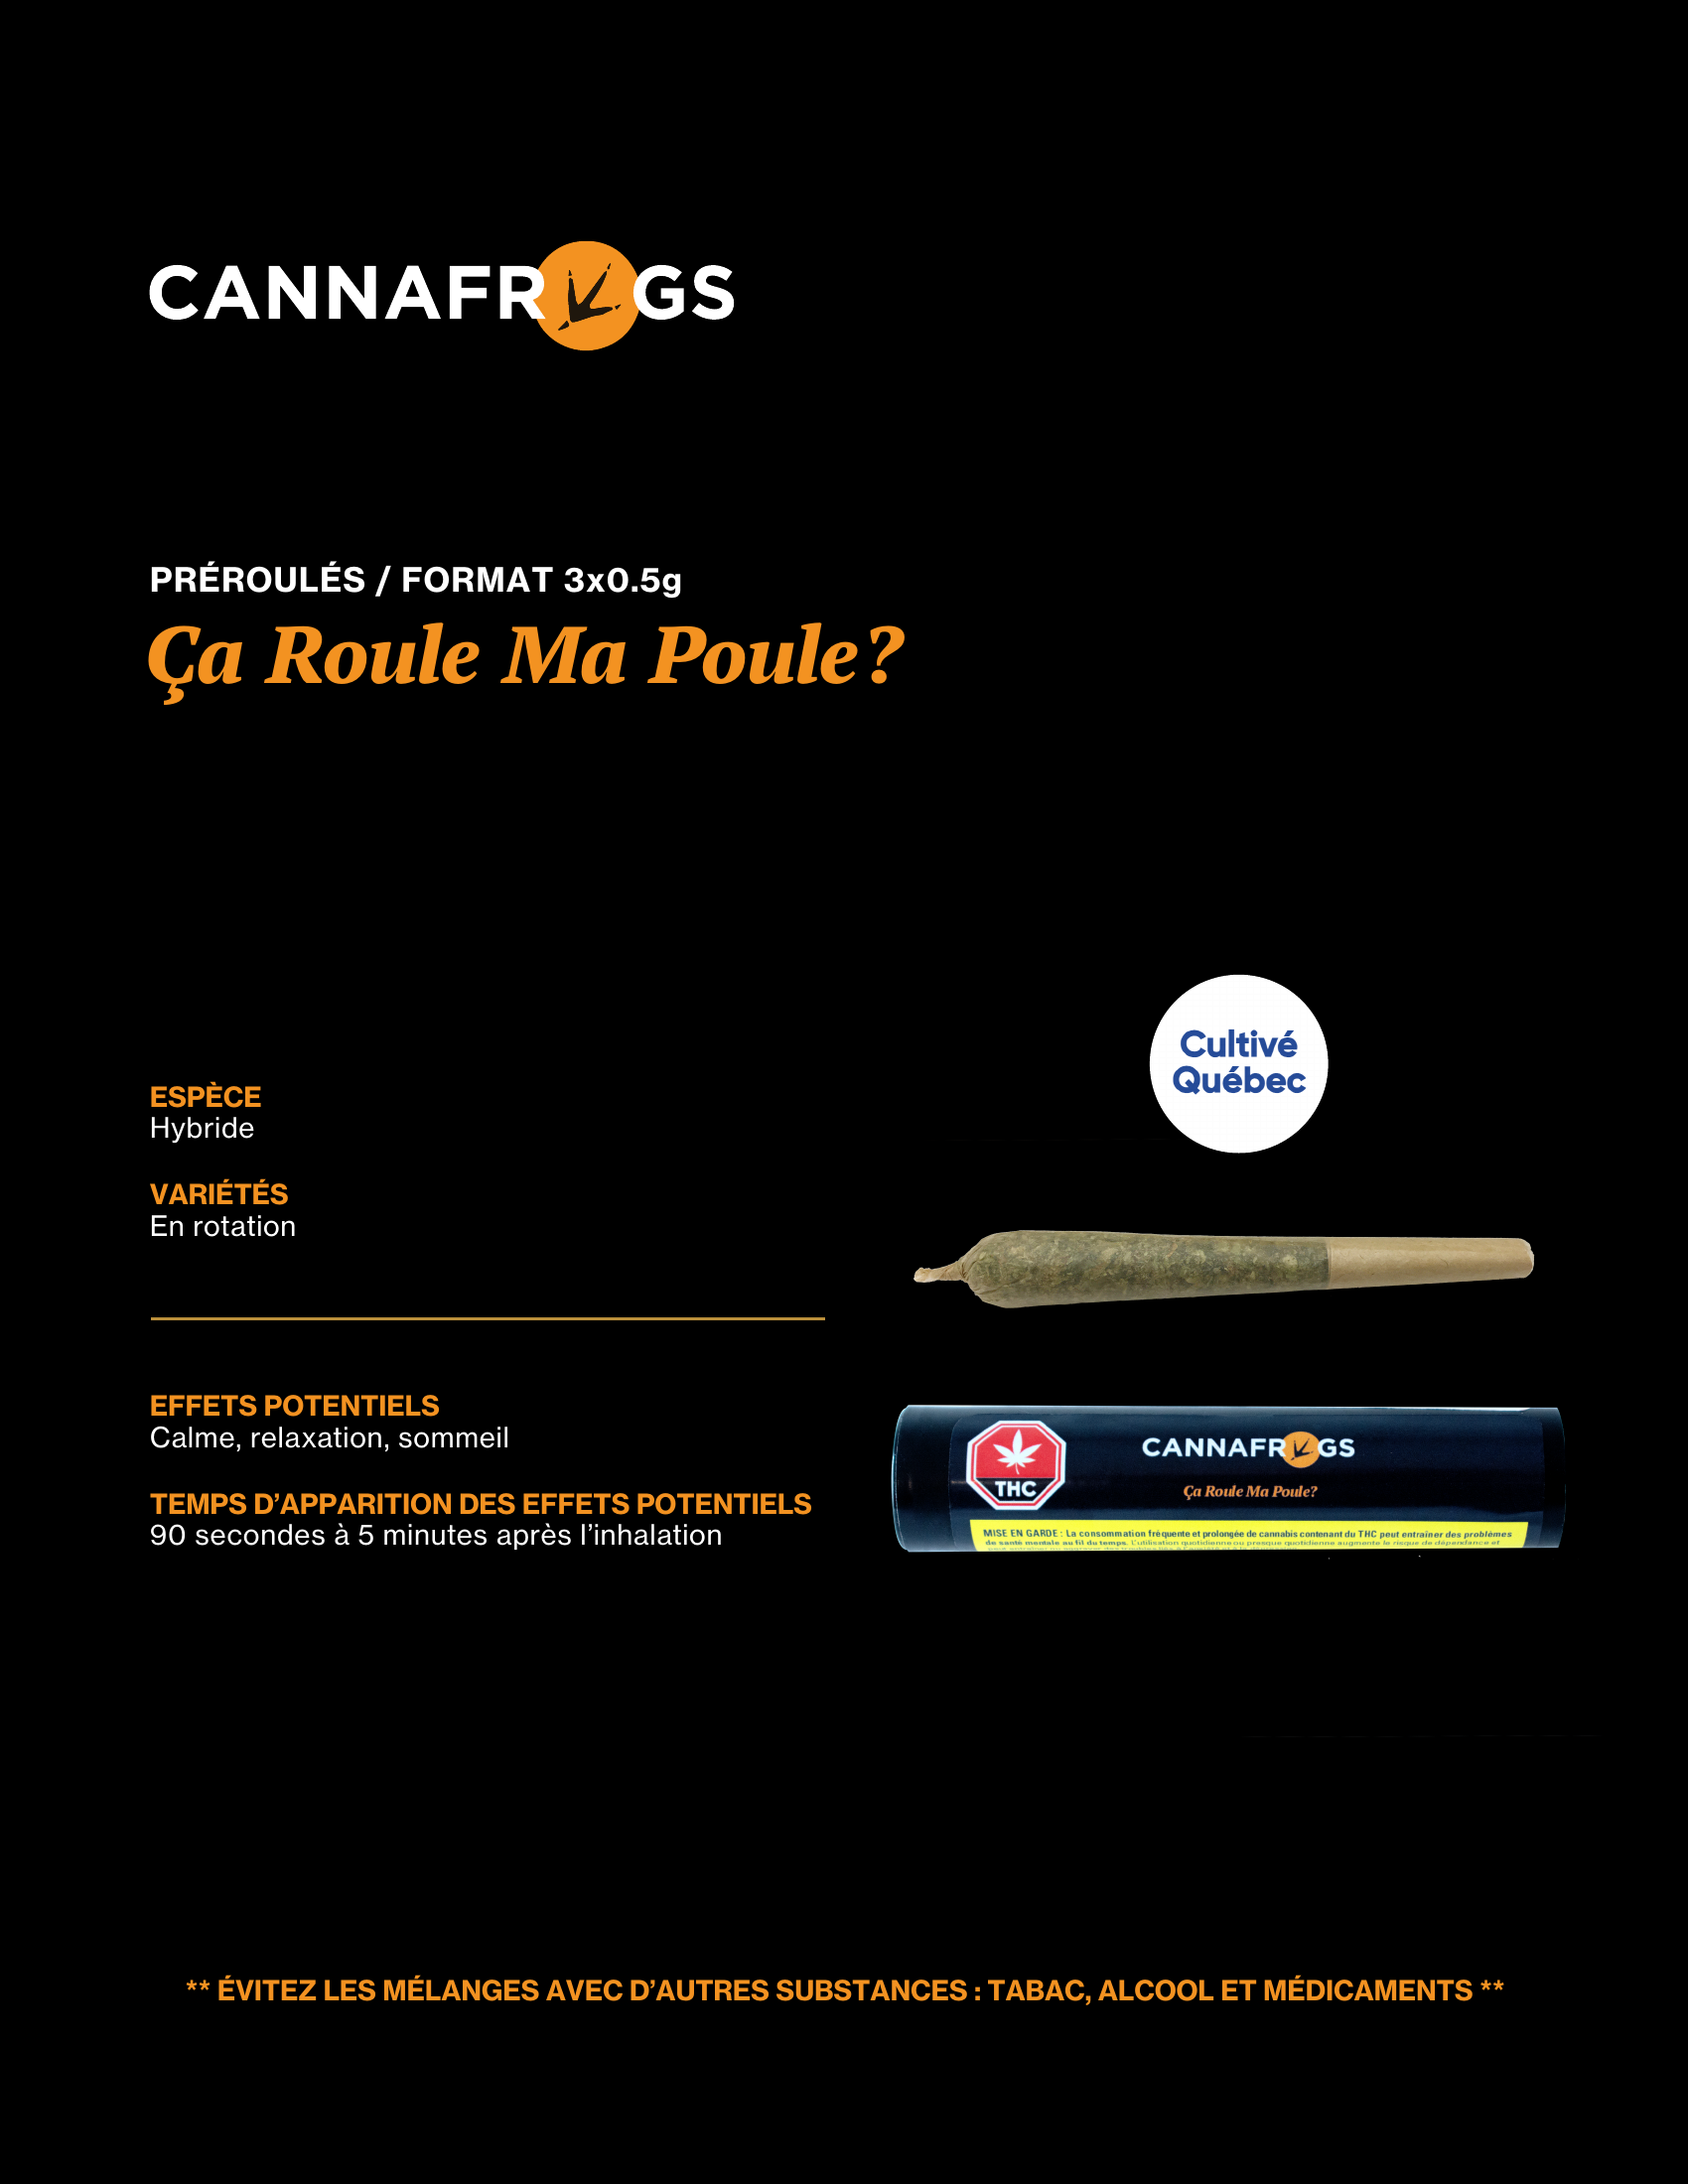 CANNAFROGS
PRÉROULÉS / FORMAT 3x0.5g
Ça Roule Ma Poule?
Cultivé
Québec
ESPÈCE
Hybride
VARIÉTÉS
En rotation
EFFETS POTENTIELS
Calme, relaxation, sommeil
TEMPS D’APPARITION DES EFFETS POTENTIELS
90 secondes à 5 minutes après l’inhalation
THC
CANNAFROGS
Ça Roule Ma Poule?
MISE EN GARDE : La consommation fréquente et prolongée de cannabis contenant du THC peut entraîner des problèmes
de santé mentale au fil du temps. L’utilisation quotidienne ou presque quotidienne augmente le risque de dépendance et
** ÉVITEZ LES MÉLANGES AVEC D’AUTRES SUBSTANCES : TABAC, ALCOOL ET MÉDICAMENTS **